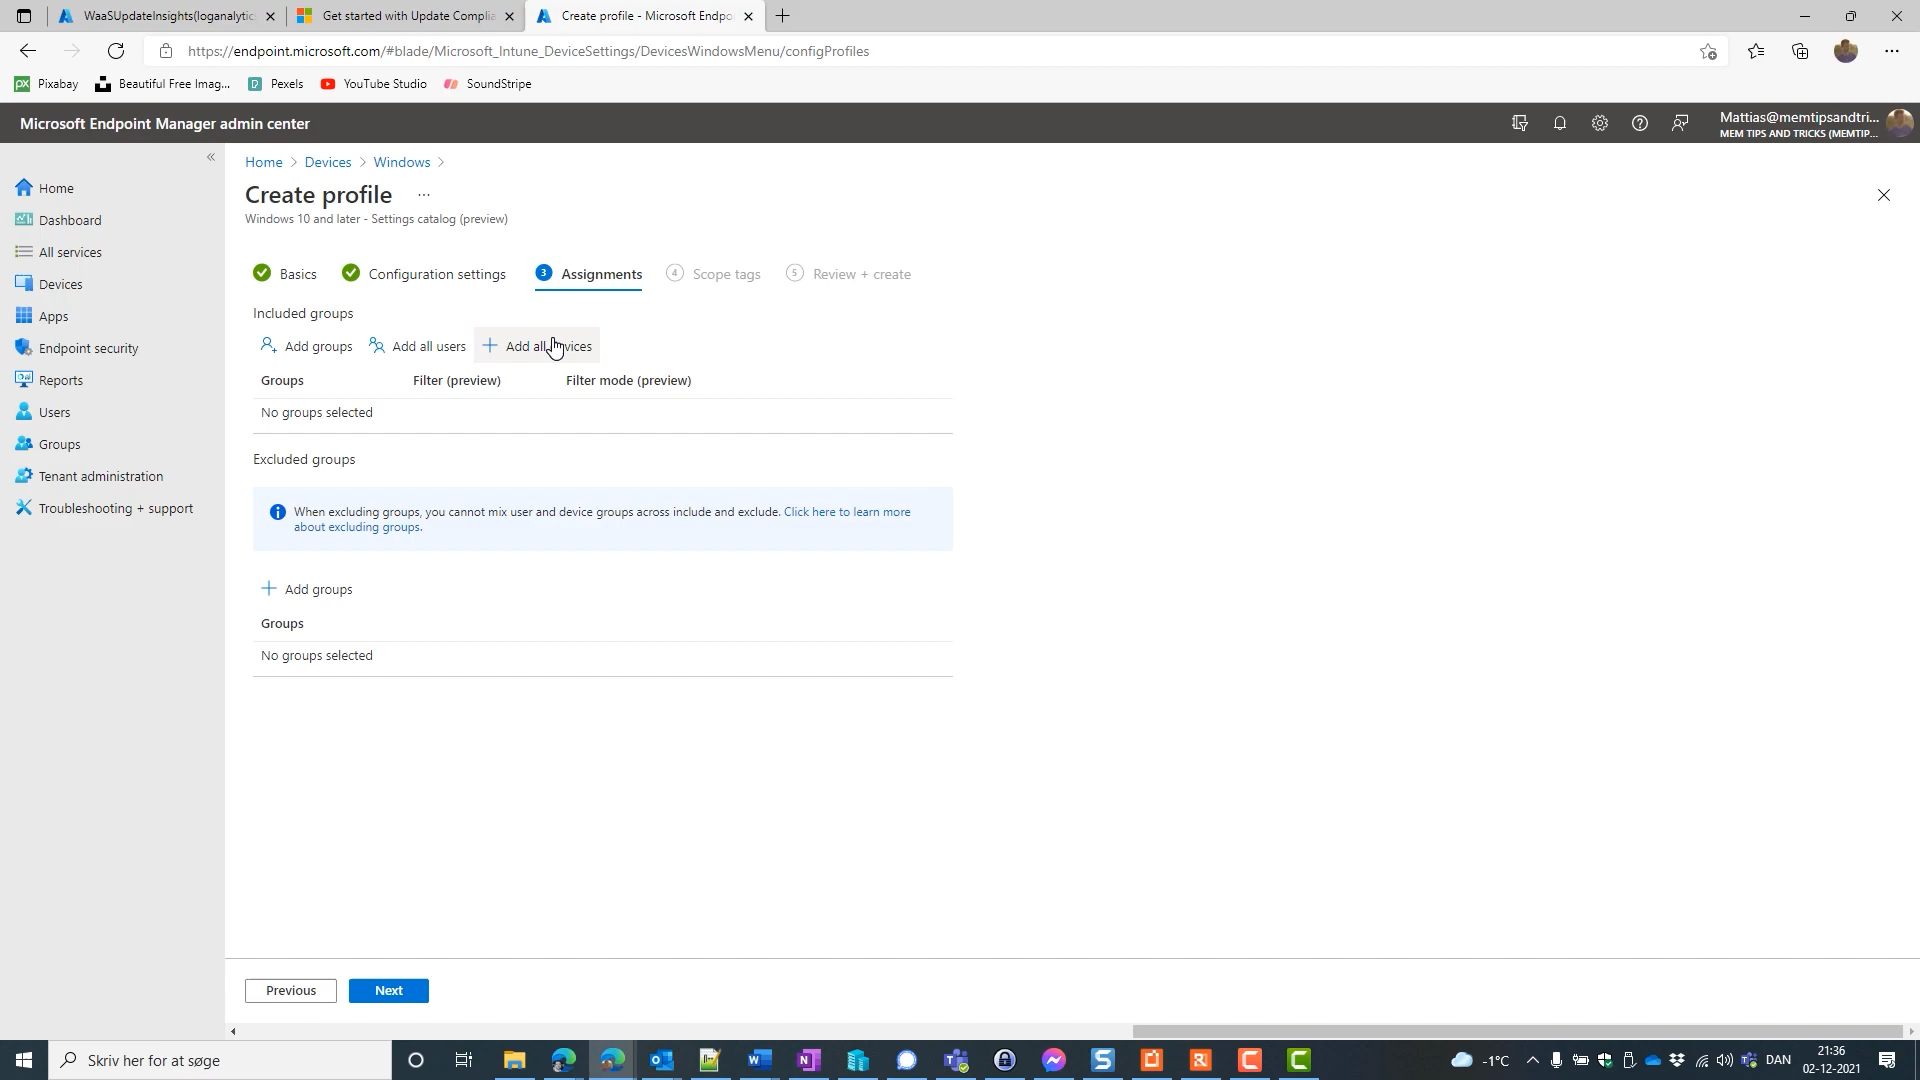 WaaSUpdateInsights(loganalytic
Get started with Update Complia
Create profile - Microsoft Endpo
https://endpoint.microsoft.com/#blade/Microsoft_Intune_DeviceSettings/DevicesWindowsMenu/configProfiles
Pixabay
Beautiful Free Imag...
Pexels
YouTube Studio
SoundStripe
Microsoft Endpoint Manager admin center
Mattias@memtipsandtri...
MEM TIPS AND TRICKS (MEMTIP...
Home
Dashboard
All services
Devices
Apps
Endpoint security
Reports
Users
Groups
Tenant administration
Troubleshooting + support
Home > Devices > Windows >
Create profile ...
Windows 10 and later - Settings catalog (preview)
Basics
Configuration settings
3 Assignments
4 Scope tags
5 Review + create
Included groups
Add groups
Add all users
Add all vices
Groups
Filter (preview)
Filter mode (preview)
No groups selected
Excluded groups
When excluding groups, you cannot mix user and device groups across include and exclude. Click here to learn more
about excluding groups.
Add groups
Groups
No groups selected
Previous
Next
Skriv her for at søge
-1°C
DAN
21:36
02-12-2021